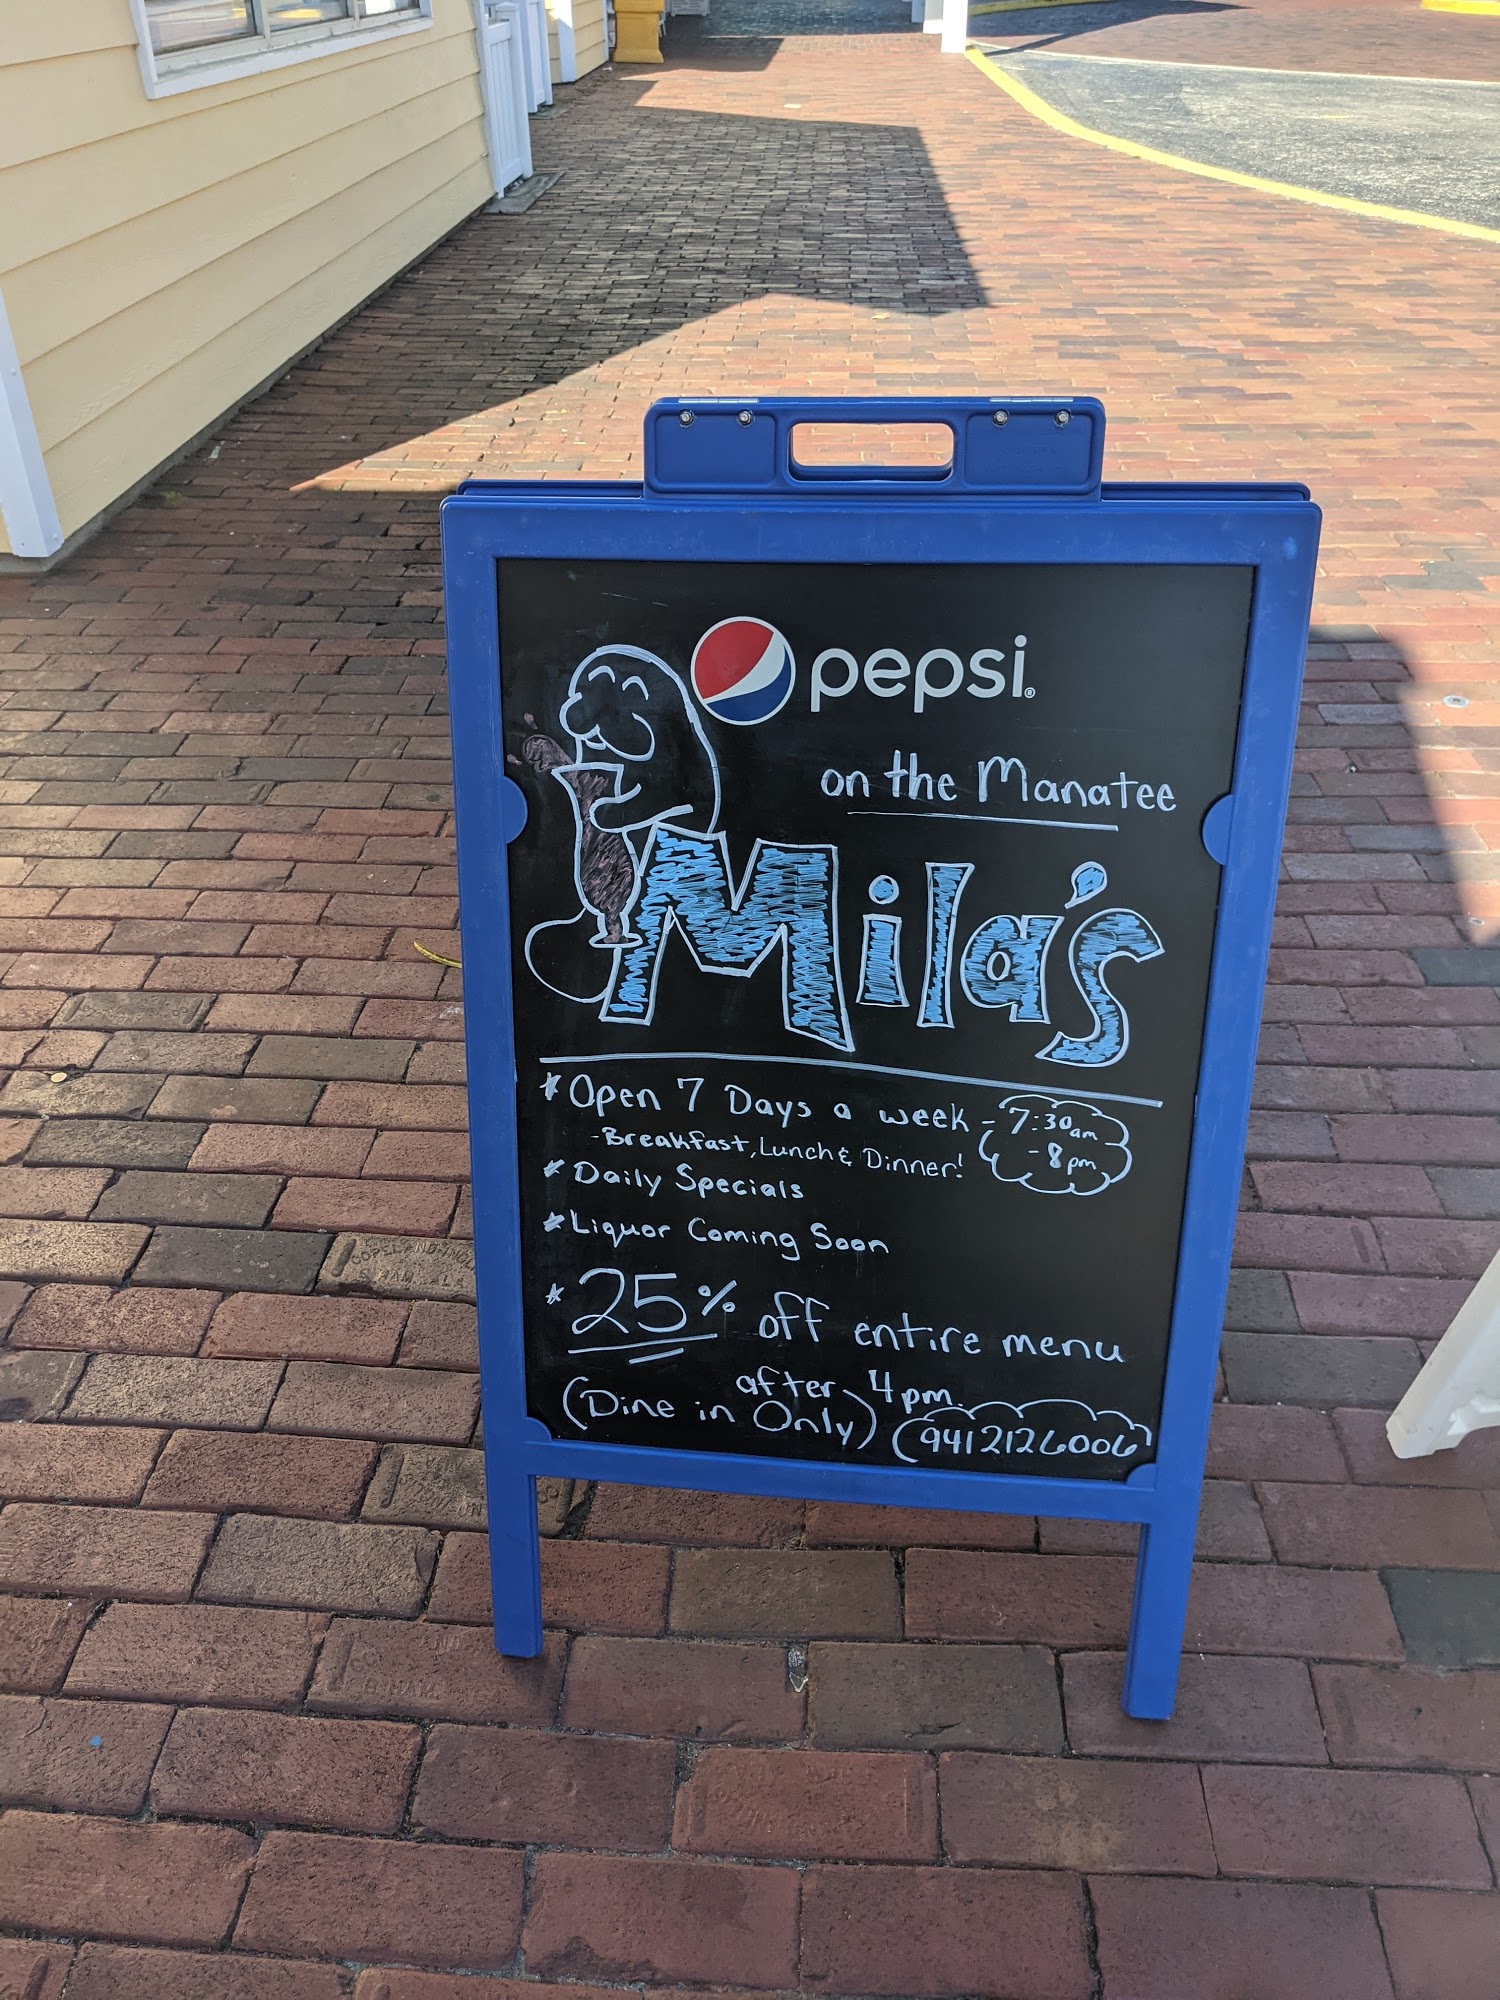 pepsi®
on the Manatee
Mila's
* Open 7 Days a week - 7:30am
- 8pm
- Breakfast, Lunch & Dinner!
* Daily Specials
* Liquor Coming Soon
* 25% off entire menu
after 4pm.
(Dine in Only) (9412126006